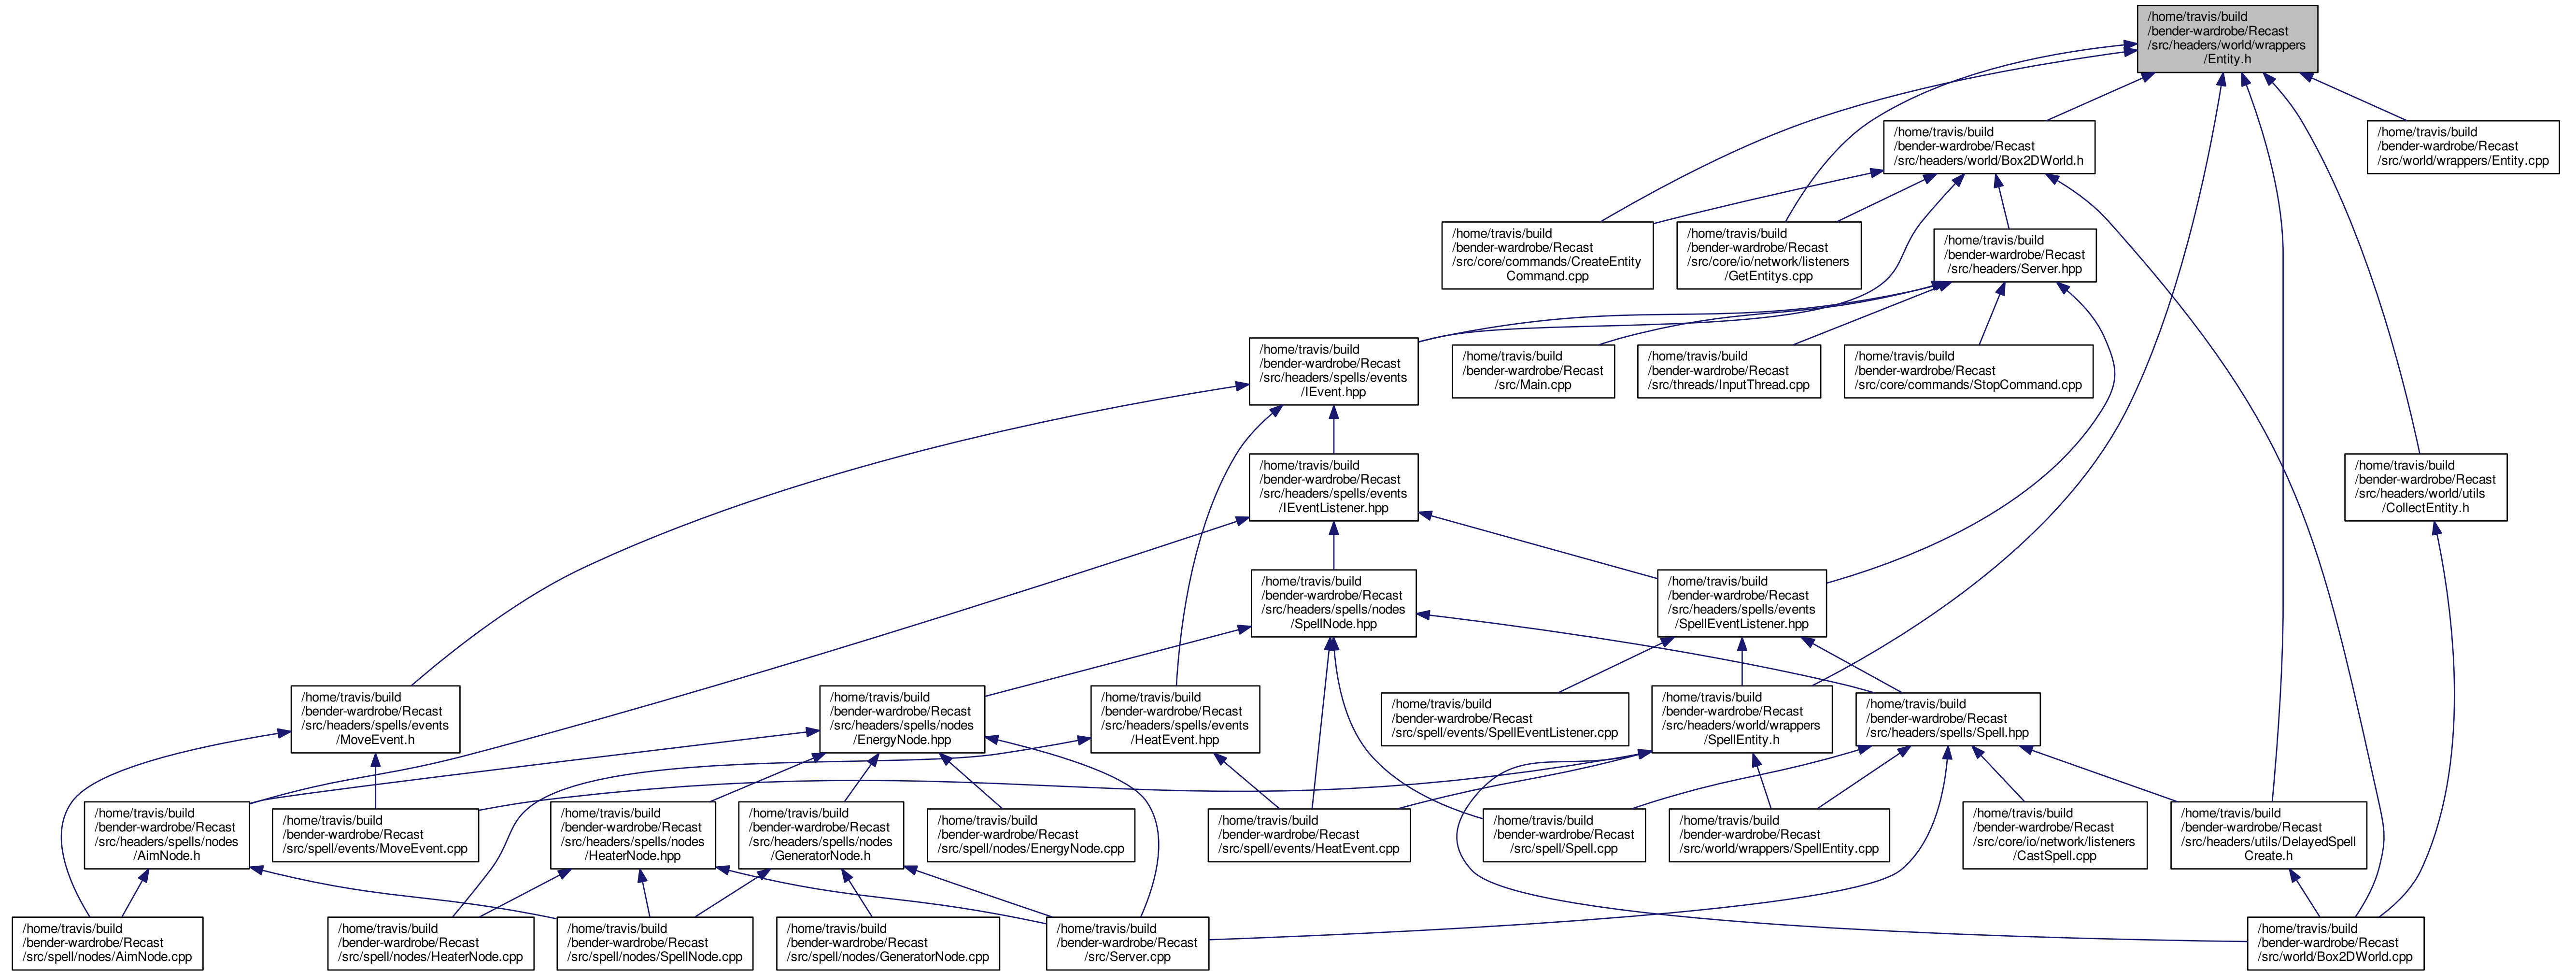 /home/travis/build
/bender-wardrobe/Recast
/src/headers/world/wrappers
/Entity.h
/home/travis/build
/bender-wardrobe/Recast
/src/headers/world/Box2DWorld.h
/home/travis/build
/bender-wardrobe/Recast
/src/world/wrappers/Entity.cpp
/home/travis/build
/bender-wardrobe/Recast
/src/core/commands/CreateEntity
Command.cpp
/home/travis/build
/bender-wardrobe/Recast
/src/core/io/network/listeners
/GetEntitys.cpp
/home/travis/build
/bender-wardrobe/Recast
/src/headers/Server.hpp
/home/travis/build
/bender-wardrobe/Recast
/src/headers/spells/events
/IEvent.hpp
/home/travis/build
/bender-wardrobe/Recast
/src/Main.cpp
/home/travis/build
/bender-wardrobe/Recast
/src/threads/InputThread.cpp
/home/travis/build
/bender-wardrobe/Recast
/src/core/commands/StopCommand.cpp
/home/travis/build
/bender-wardrobe/Recast
/src/headers/spells/events
/IEventListener.hpp
/home/travis/build
/bender-wardrobe/Recast
/src/headers/world/utils
/CollectEntity.h
/home/travis/build
/bender-wardrobe/Recast
/src/headers/spells/nodes
/SpellNode.hpp
/home/travis/build
/bender-wardrobe/Recast
/src/headers/spells/events
/SpellEventListener.hpp
/home/travis/build
/bender-wardrobe/Recast
/src/headers/spells/events
/MoveEvent.h
/home/travis/build
/bender-wardrobe/Recast
/src/headers/spells/nodes
/EnergyNode.hpp
/home/travis/build
/bender-wardrobe/Recast
/src/headers/spells/events
/HeatEvent.hpp
/home/travis/build
/bender-wardrobe/Recast
/src/spell/events/SpellEventListener.cpp
/home/travis/build
/bender-wardrobe/Recast
/src/headers/world/wrappers
/SpellEntity.h
/home/travis/build
/bender-wardrobe/Recast
/src/headers/spells/Spell.hpp
/home/travis/build
/bender-wardrobe/Recast
/src/headers/spells/nodes
/AimNode.h
/home/travis/build
/bender-wardrobe/Recast
/src/spell/events/MoveEvent.cpp
/home/travis/build
/bender-wardrobe/Recast
/src/headers/spells/nodes
/HeaterNode.hpp
/home/travis/build
/bender-wardrobe/Recast
/src/headers/spells/nodes
/GeneratorNode.h
/home/travis/build
/bender-wardrobe/Recast
/src/spell/nodes/EnergyNode.cpp
/home/travis/build
/bender-wardrobe/Recast
/src/spell/events/HeatEvent.cpp
/home/travis/build
/bender-wardrobe/Recast
/src/spell/Spell.cpp
/home/travis/build
/bender-wardrobe/Recast
/src/world/wrappers/SpellEntity.cpp
/home/travis/build
/bender-wardrobe/Recast
/src/core/io/network/listeners
/CastSpell.cpp
/home/travis/build
/bender-wardrobe/Recast
/src/headers/utils/DelayedSpell
Create.h
/home/travis/build
/bender-wardrobe/Recast
/src/spell/nodes/AimNode.cpp
/home/travis/build
/bender-wardrobe/Recast
/src/spell/nodes/HeaterNode.cpp
/home/travis/build
/bender-wardrobe/Recast
/src/spell/nodes/SpellNode.cpp
/home/travis/build
/bender-wardrobe/Recast
/src/spell/nodes/GeneratorNode.cpp
/home/travis/build
/bender-wardrobe/Recast
/src/Server.cpp
/home/travis/build
/bender-wardrobe/Recast
/src/world/Box2DWorld.cpp